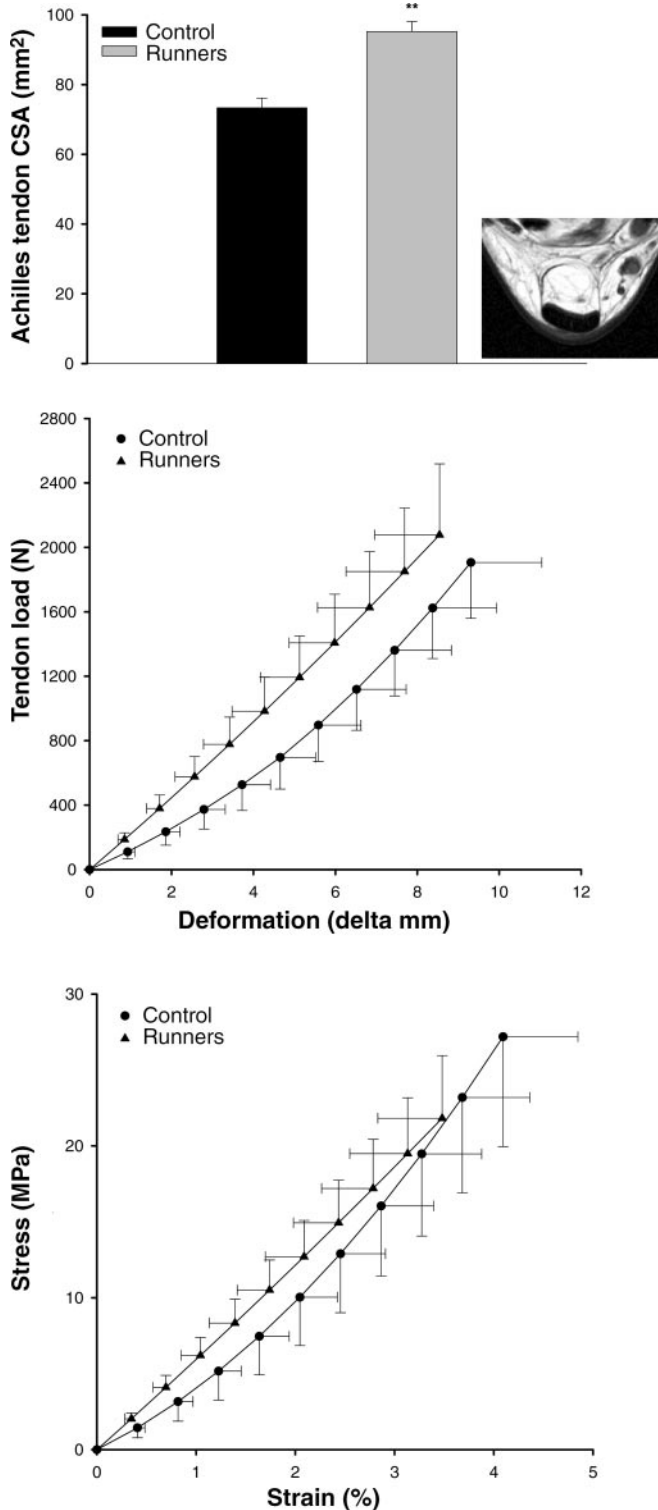 **
100
80
60
40
20
0
Achilles tendon CSA (mm²)
Control
Runners
2800
2400
2000
1600
1200
800
400
0
Tendon load (N)
Control
Runners
0 2 4 6 8 10 12
Deformation (delta mm)
30
20
10
0
Stress (MPa)
Control
Runners
0 1 2 3 4 5
Strain (%)